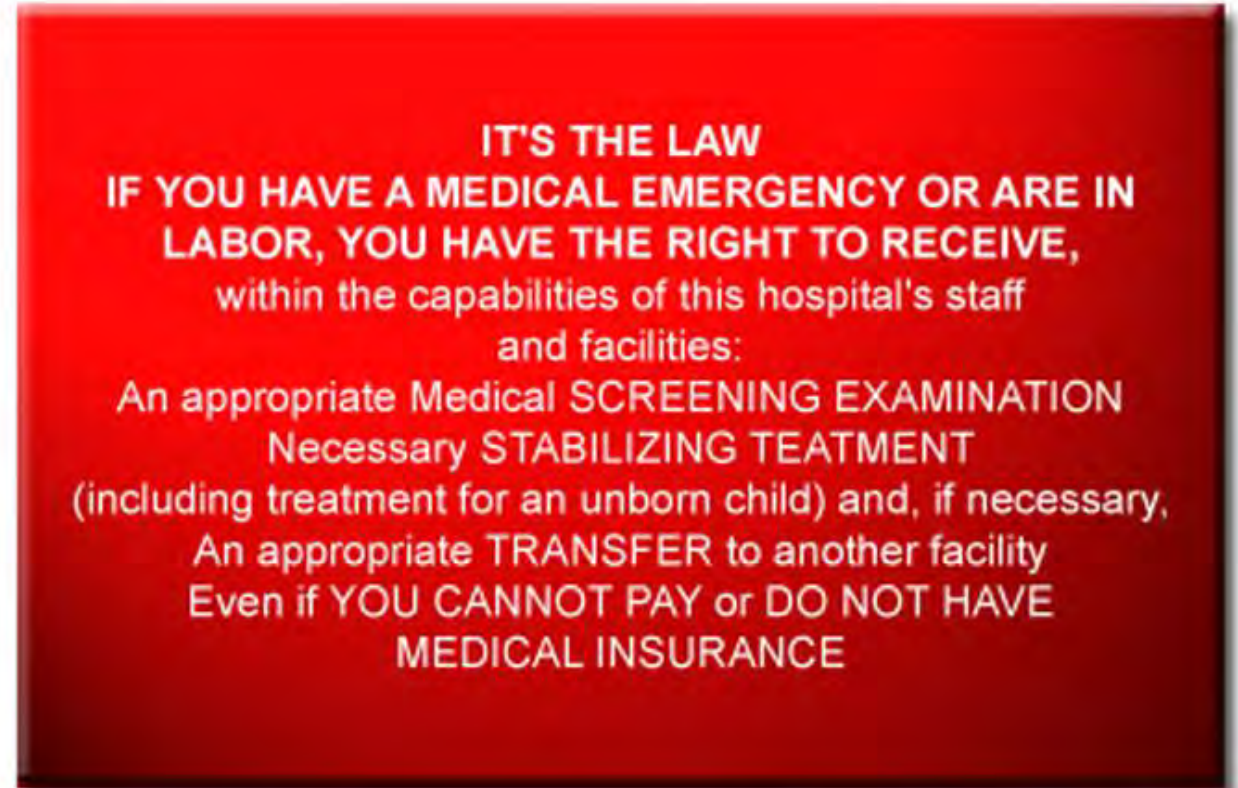 IT'S THE LAW
IF YOU HAVE A MEDICAL EMERGENCY OR ARE IN
LABOR, YOU HAVE THE RIGHT TO RECEIVE,
within the capabilities of this hospital's staff
and facilities:
An appropriate Medical SCREENING EXAMINATION
Necessary STABILIZING TEATMENT
(including treatment for an unborn child) and, if necessary,
An appropriate TRANSFER to another facility
Even if YOU CANNOT PAY or DO NOT HAVE
MEDICAL INSURANCE